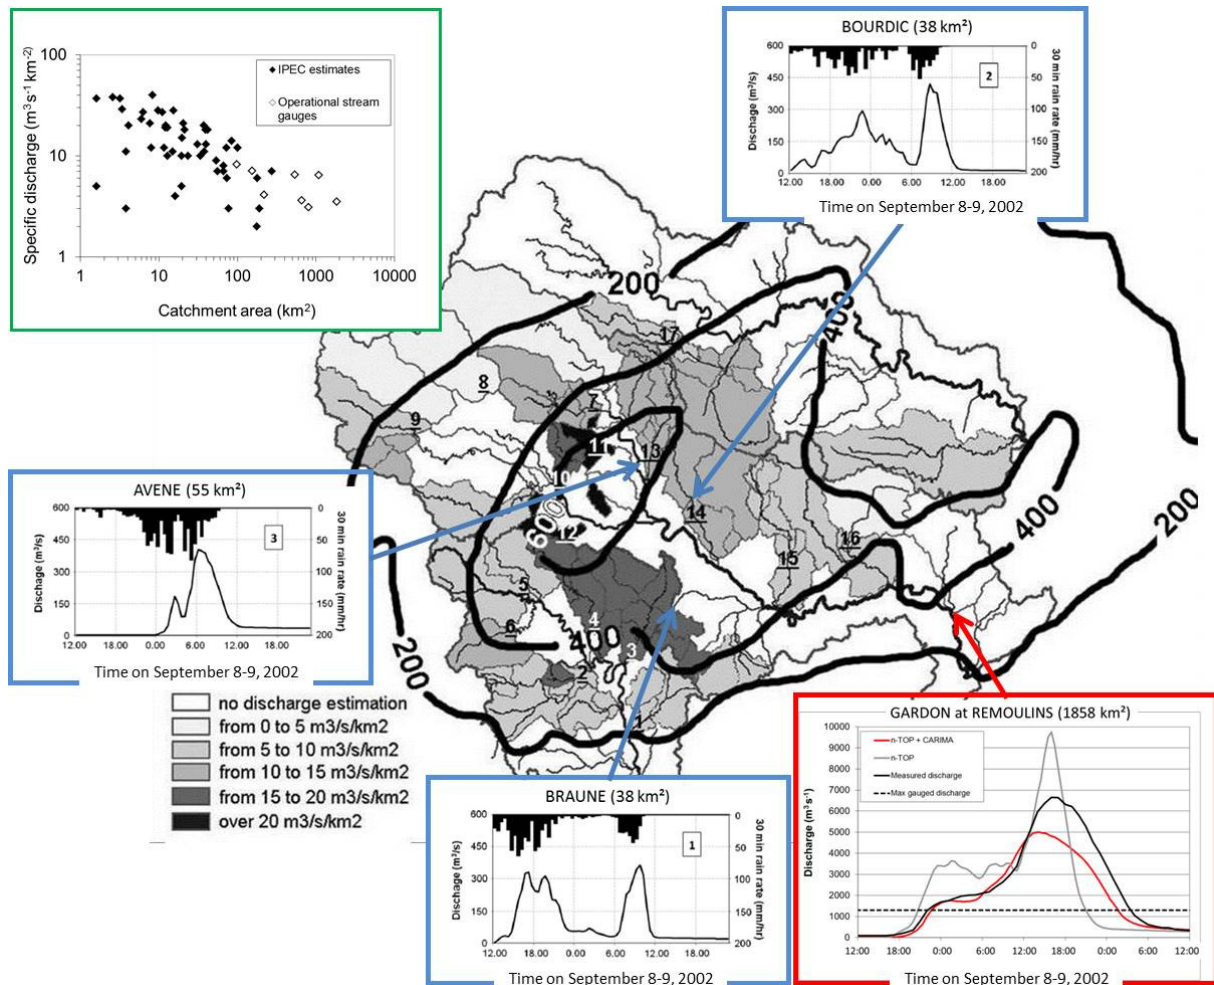 100
10
1
1
10
100
1000
10000
Specific discharge (m³ s⁻¹ km⁻²)
Catchment area (km²)
IPEC estimates
Operational stream
gauges
BOURDIC (38 km²)
600
450
300
150
0
Dischage (m³/s)
0
50
100
150
200
30 min rain rate (mm/hr)
2
12.00 18.00 0.00 6.00 12.00 18.00
Time on September 8-9, 2002
200
400
17
8
7
9
11
13
10
600
12
14
16
15
5
6
4
400
3
2
1
200
400
200
AVENE (55 km²)
600
450
300
150
0
Dischage (m³/s)
0
50
100
150
200
30 min rain rate (mm/hr)
3
12.00 18.00 0.00 6.00 12.00 18.00
Time on September 8-9, 2002
no discharge estimation
from 0 to 5 m3/s/km2
from 5 to 10 m3/s/km2
from 10 to 15 m3/s/km2
from 15 to 20 m3/s/km2
over 20 m3/s/km2
BRAUNE (38 km²)
600
450
300
150
0
Dischage (m³/s)
0
50
100
150
200
30 min rain rate (mm/hr)
1
12.00 18.00 0.00 6.00 12.00 18.00
Time on September 8-9, 2002
GARDON at REMOULINS (1858 km²)
10000
9000
8000
7000
6000
5000
4000
3000
2000
1000
0
Discharge (m³ s⁻¹)
n-TOP + CARIMA
n-TOP
Measured discharge
Max gauged discharge
12:00 18:00 0:00 6:00 12:00 18:00 0:00 6:00 12:00
Time on September 8-9, 2002